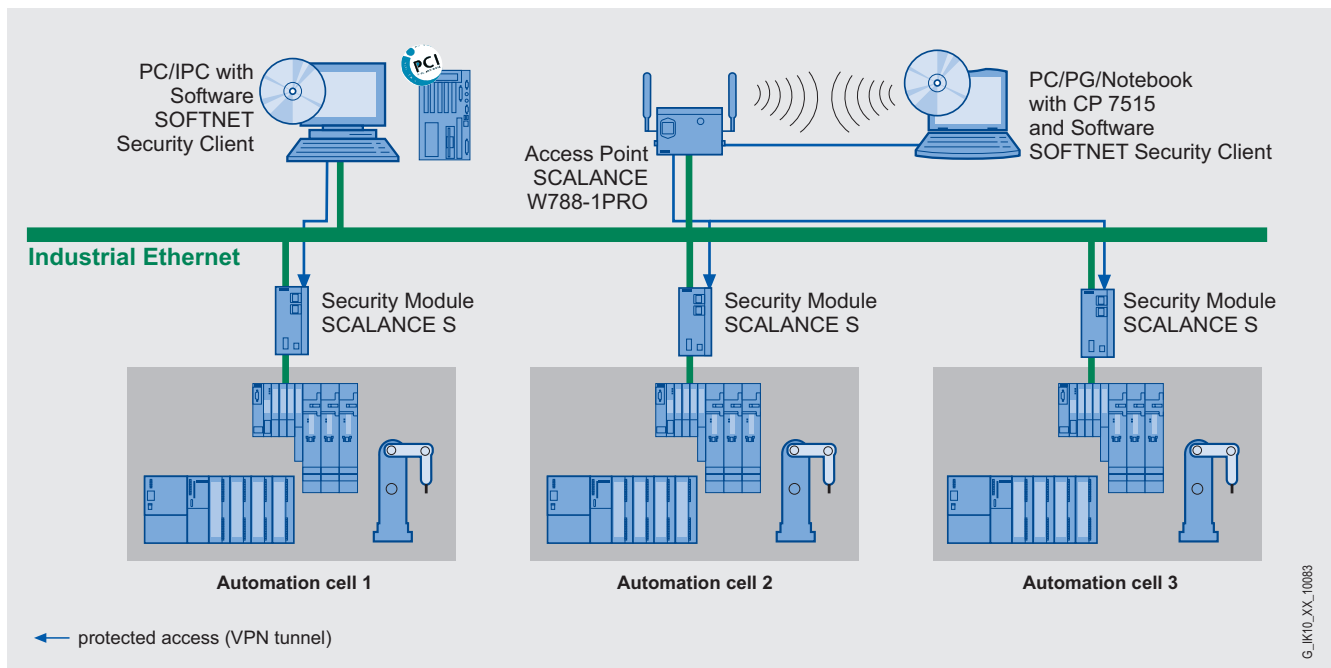 PC/IPC with
Software
SOFTNET
Security Client
PCI
Access Point
SCALANCE
W788-1PRO
PC/PG/Notebook
with CP 7515
and Software
SOFTNET Security Client
Industrial Ethernet
Security Module
SCALANCE S
Security Module
SCALANCE S
Security Module
SCALANCE S
Automation cell 1
Automation cell 2
Automation cell 3
protected access (VPN tunnel)
G_IK10_XX_10083